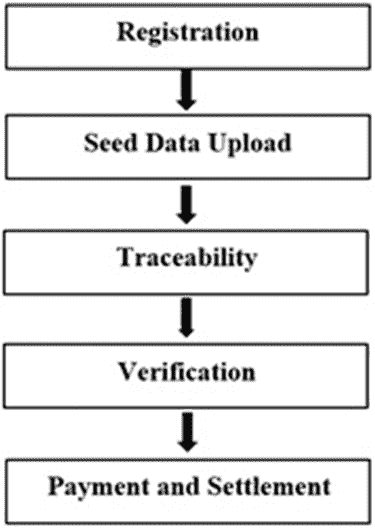 Registration
Seed Data Upload
Traceability
Verification
Payment and Settlement